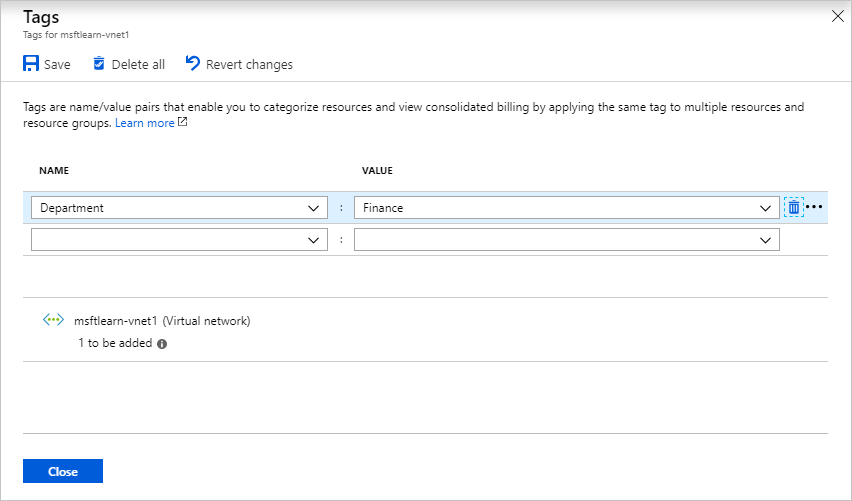 Tags
Tags for msftlearn-vnet1
Save Delete all Revert changes
Tags are name/value pairs that enable you to categorize resources and view consolidated billing by applying the same tag to multiple resources and
resource groups. Learn more
NAME VALUE
Department : Finance
:
msftlearn-vnet1 (Virtual network)
1 to be added
Close